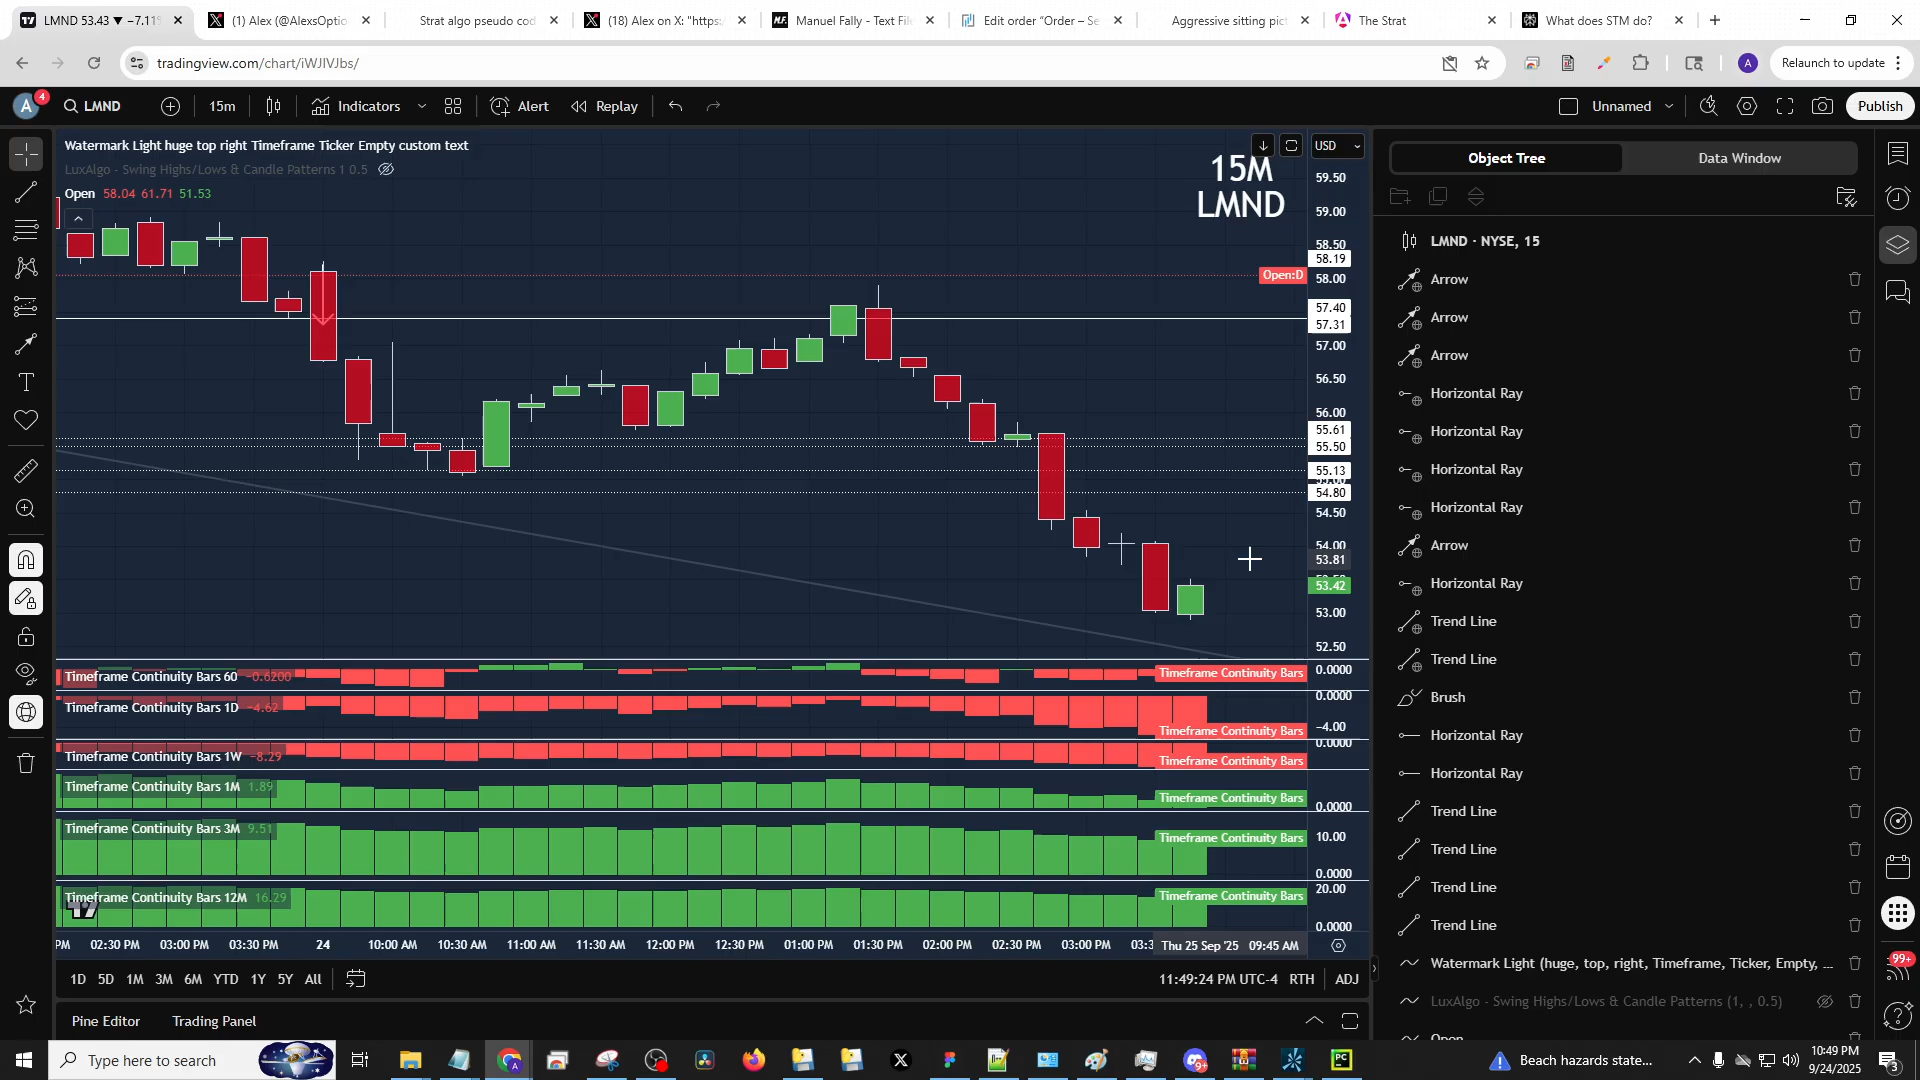 LMND 53.43 ▼ −7.11%
(1) Alex (@AlexsOptio
Strat algo pseudo cod
(18) Alex on X: "https:
Manuel Fally - Text File
Edit order “Order – Se
Aggressive sitting pict
The Strat
What does STM do?
tradingview.com/chart/iWJIVJbs/
A
Relaunch to update
A
4
LMND
15m
Indicators
Alert
Replay
Unnamed
Publish
Watermark Light huge top right Timeframe Ticker Empty custom text
LuxAlgo - Swing Highs/Lows & Candle Patterns 1 0.5
Open 58.04 61.71 51.53
15M
LMND
USD
59.50
59.00
58.50
58.19
Open:D
58.00
57.40
57.31
57.00
56.50
56.00
55.61
55.50
55.13
54.80
54.50
54.00
53.81
53.42
53.00
52.50
Timeframe Continuity Bars 60 −0.6200
Timeframe Continuity Bars
0.0000
Timeframe Continuity Bars 1D −4.62
Timeframe Continuity Bars
0.0000
−4.00
Timeframe Continuity Bars 1W −8.29
Timeframe Continuity Bars
0.0000
Timeframe Continuity Bars 1M 1.89
Timeframe Continuity Bars
0.0000
Timeframe Continuity Bars 3M 9.51
Timeframe Continuity Bars
10.00
0.0000
Timeframe Continuity Bars 12M 16.29
Timeframe Continuity Bars
20.00
0.0000
PM 02:30 PM 03:00 PM 03:30 PM 24 10:00 AM 10:30 AM 11:00 AM 11:30 AM 12:00 PM 12:30 PM 01:00 PM 01:30 PM 02:00 PM 02:30 PM 03:00 PM 03:3 Thu 25 Sep '25 09:45 AM
1D 5D 1M 3M 6M YTD 1Y 5Y All
11:49:24 PM UTC-4 RTH ADJ
Pine Editor Trading Panel
Object Tree
Data Window
LMND · NYSE, 15
Arrow
Arrow
Arrow
Horizontal Ray
Horizontal Ray
Horizontal Ray
Horizontal Ray
Arrow
Horizontal Ray
Trend Line
Trend Line
Brush
Horizontal Ray
Horizontal Ray
Trend Line
Trend Line
Trend Line
Trend Line
Watermark Light (huge, top, right, Timeframe, Ticker, Empty, ...
LuxAlgo - Swing Highs/Lows & Candle Patterns (1, , 0.5)
Open
99+
Type here to search
Beach hazards state...
10:49 PM
9/24/2025
3